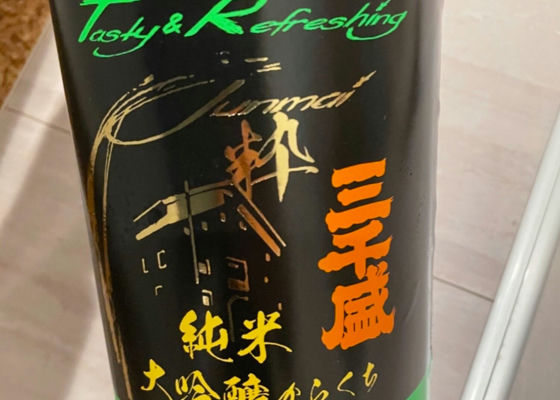 Tasty & Refreshing
Junmai
粋
三千盛
純米
大吟醸からくち